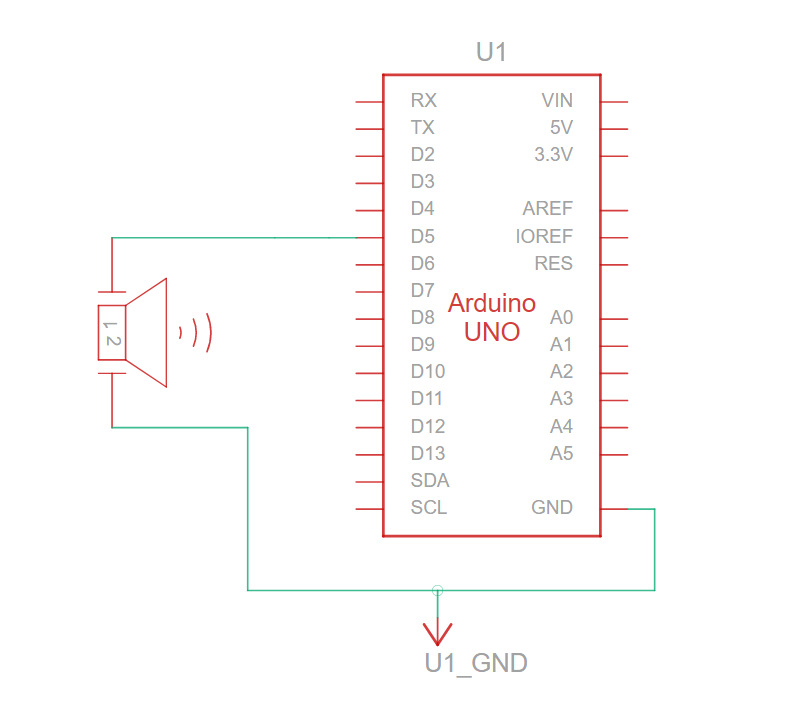 U1
RX VIN
TX 5V
D2 3.3V
D3
D4 AREF
D5 IOREF
D6 RES
D7
Arduino
UNO
D8 A0
D9 A1
D10 A2
D11 A3
D12 A4
D13 A5
SDA
SCL GND
1
2
U1_GND